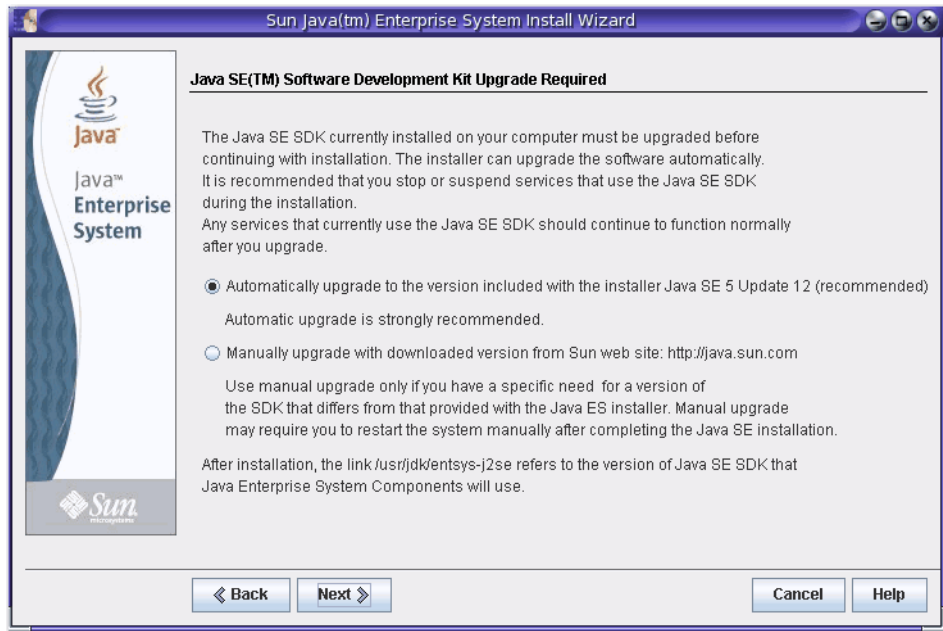 Sun Java(tm) Enterprise System Install Wizard
Java
Java™
Enterprise
System
Sun
microsystems
Java SE(TM) Software Development Kit Upgrade Required
The Java SE SDK currently installed on your computer must be upgraded before
continuing with installation. The installer can upgrade the software automatically.
It is recommended that you stop or suspend services that use the Java SE SDK
during the installation.
Any services that currently use the Java SE SDK should continue to function normally
after you upgrade.
Automatically upgrade to the version included with the installer Java SE 5 Update 12 (recommended)
Automatic upgrade is strongly recommended.
Manually upgrade with downloaded version from Sun web site: http://java.sun.com
Use manual upgrade only if you have a specific need  for a version of
the SDK that differs from that provided with the Java ES installer. Manual upgrade
may require you to restart the system manually after completing the Java SE installation.
After installation, the link /usr/jdk/entsys-j2se refers to the version of Java SE SDK that
Java Enterprise System Components will use.
Back
Next
Cancel
Help